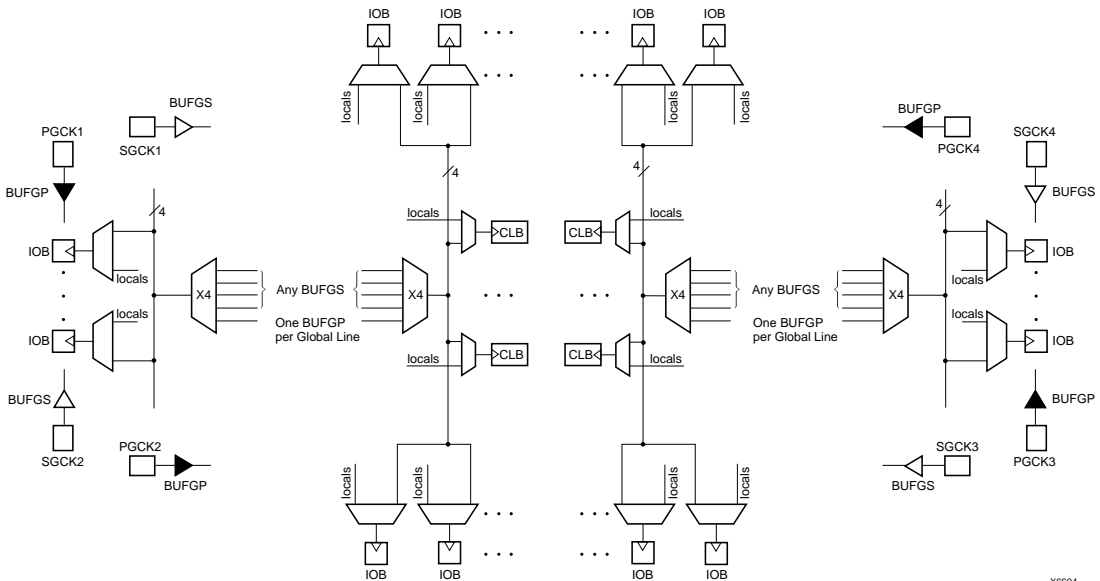 IOB IOB IOB IOB
locals locals locals locals
BUFGS BUFGP
PGCK1 SGCK4
SGCK1 PGCK4
BUFGP 4 4 BUFGS
4 4
locals locals
IOB CLB CLB IOB
locals locals
X4 Any BUFGS X4 X4 Any BUFGS X4
locals One BUFGP One BUFGP locals
IOB per Global Line per Global Line IOB
locals CLB CLB locals
BUFGS BUFGP
SGCK2 PGCK2 SGCK3 PGCK3
BUFGP BUFGS
locals locals locals locals
IOB IOB IOB IOB